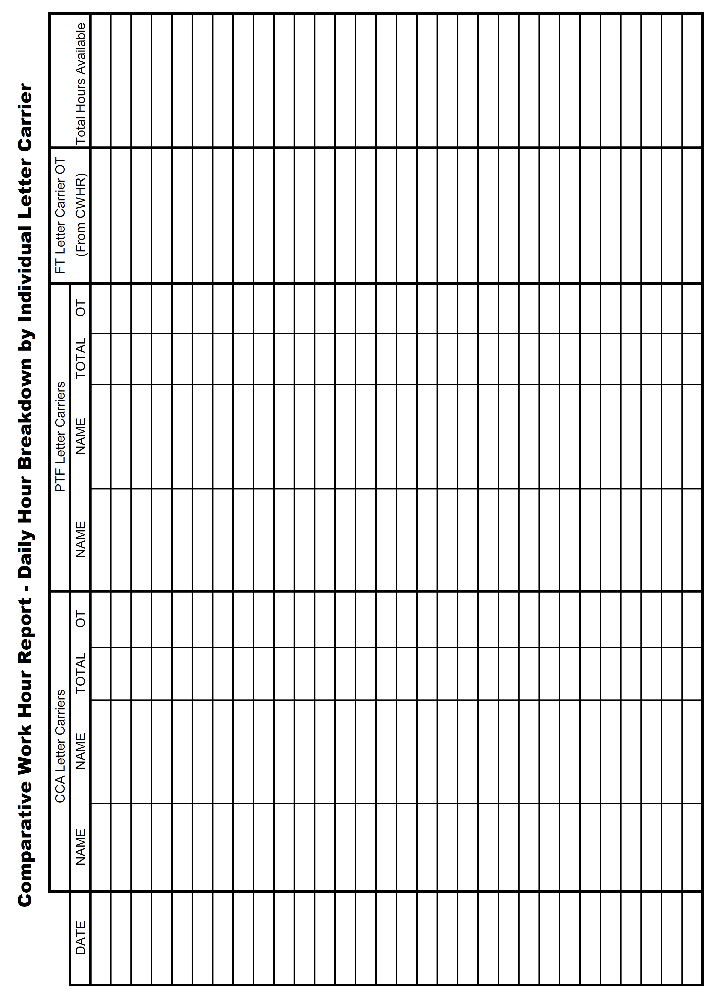 Comparative Work Hour Report - Daily Hour Breakdown by Individual Letter Carrier
CCA Letter Carriers PTF Letter Carriers FT Letter Carrier OT
DATE NAME NAME TOTAL OT NAME NAME TOTAL OT (From CWHR) Total Hours Available